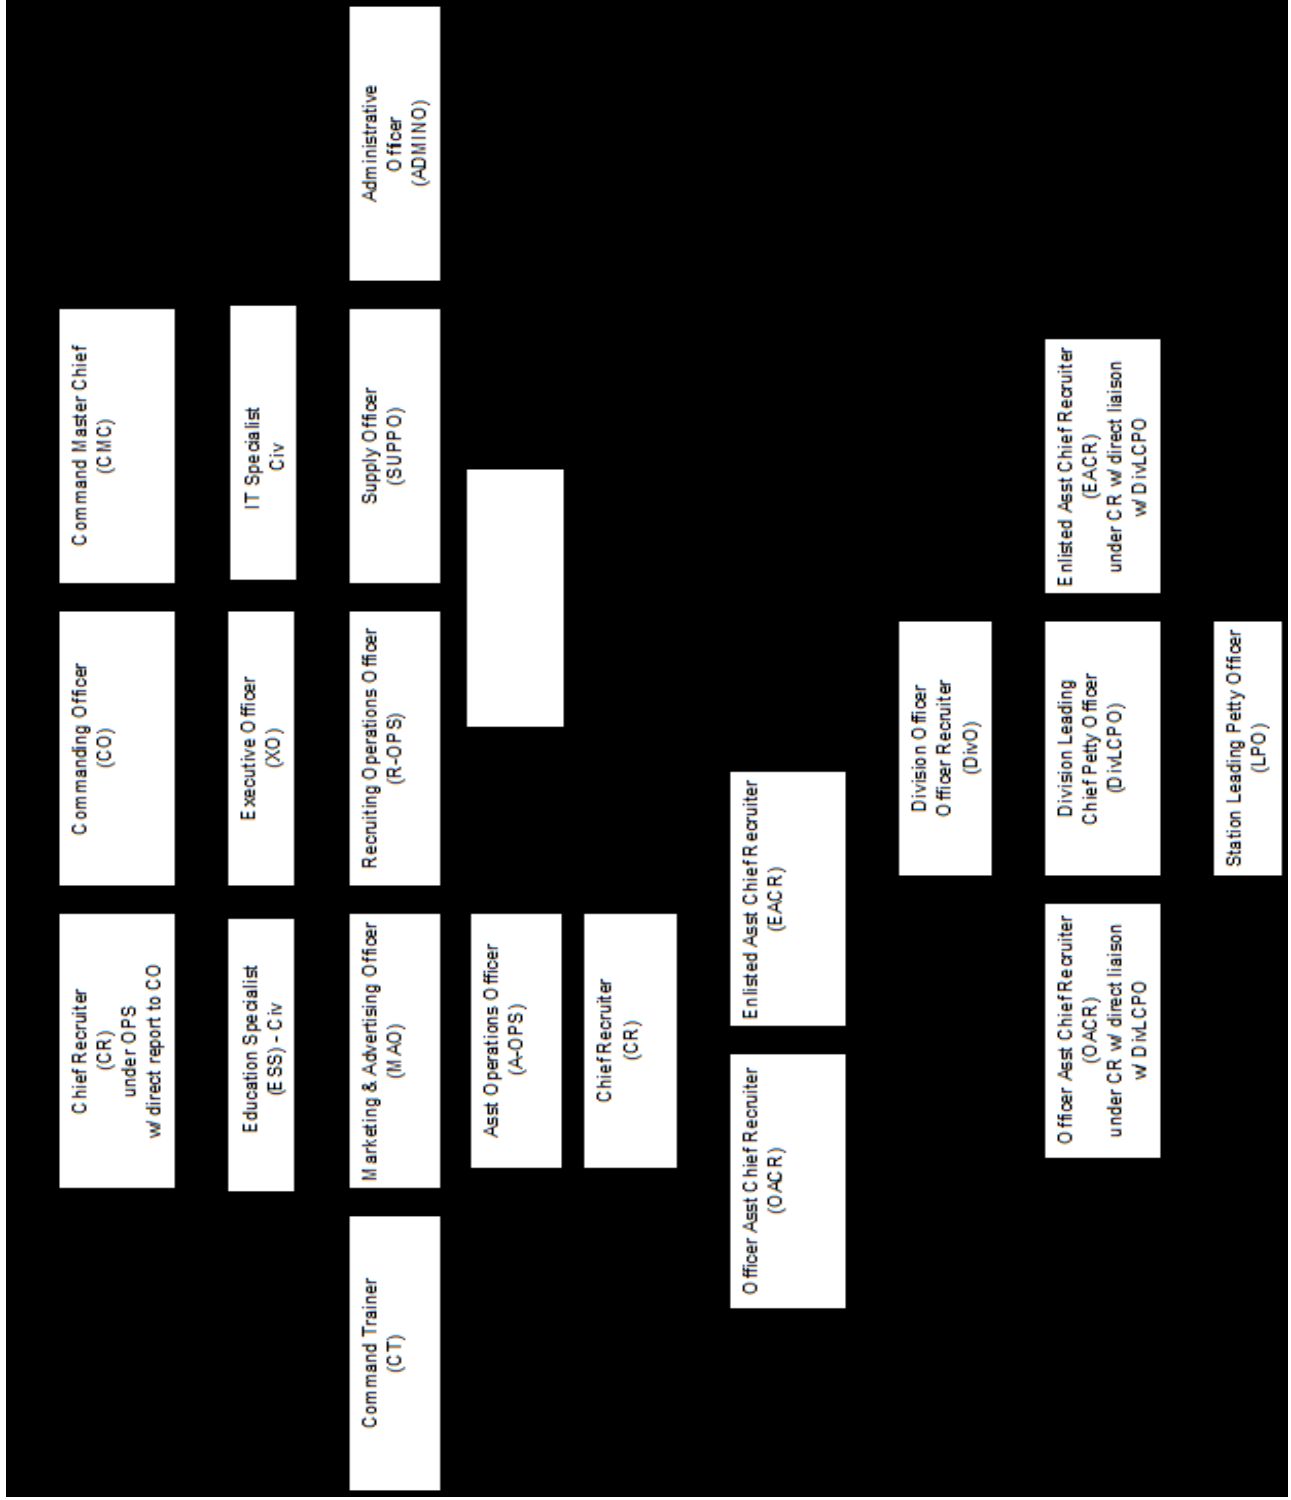 Chief Recruiter
(CR)
under OPS
w/ direct report to CO
Commanding Officer
(CO)
Command Master Chief
(CMC)
Education Specialist
(ESS) - Civ
Executive Officer
(XO)
IT Specialist
Civ
Command Trainer
(CT)
Marketing & Advertising Officer
(MAO)
Recruiting Operations Officer
(R-OPS)
Supply Officer
(SUPPO)
Administrative
Officer
(ADMINO)
Asst Operations Officer
(A-OPS)
Chief Recruiter
(CR)
Officer Asst Chief Recruiter
(OACR)
Enlisted Asst Chief Recruiter
(EACR)
Division Officer
Officer Recruiter
(DivO)
Officer Asst Chief Recruiter
(OACR)
under CR w/ direct liaison
w/ DivLCPO
Division Leading
Chief Petty Officer
(DivLCPO)
Enlisted Asst Chief Recruiter
(EACR)
under CR w/ direct liaison
w/ DivLCPO
Station Leading Petty Officer
(LPO)